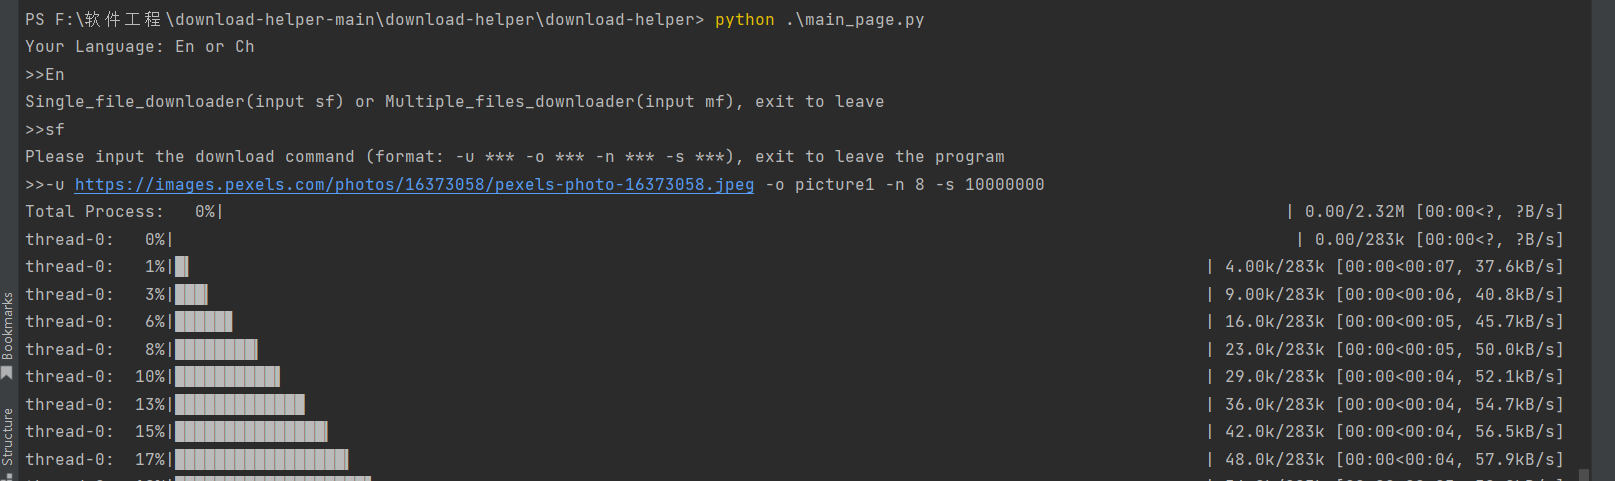 PS F:\软件工程\download-helper-main\download-helper\download-helper> python .\main_page.py
Your Language: En or Ch
>>En
Single_file_downloader(input sf) or Multiple_files_downloader(input mf), exit to leave
>>sf
Please input the download command (format: -u *** -o *** -n *** -s ***), exit to leave the program
>>-u https://images.pexels.com/photos/16373058/pexels-photo-16373058.jpeg -o picture1 -n 8 -s 10000000
Total Process:   0%| | 0.00/2.32M [00:00<?, ?B/s]
thread-0:   0%| | 0.00/283k [00:00<?, ?B/s]
thread-0:   1%| | 4.00k/283k [00:00<00:07, 37.6kB/s]
thread-0:   3%| | 9.00k/283k [00:00<00:06, 40.8kB/s]
thread-0:   6%| | 16.0k/283k [00:00<00:05, 45.7kB/s]
thread-0:   8%| | 23.0k/283k [00:00<00:05, 50.0kB/s]
thread-0:  10%| | 29.0k/283k [00:00<00:04, 52.1kB/s]
thread-0:  13%| | 36.0k/283k [00:00<00:04, 54.7kB/s]
thread-0:  15%| | 42.0k/283k [00:00<00:04, 56.5kB/s]
thread-0:  17%| | 48.0k/283k [00:00<00:04, 57.9kB/s]
Bookmarks
Structure